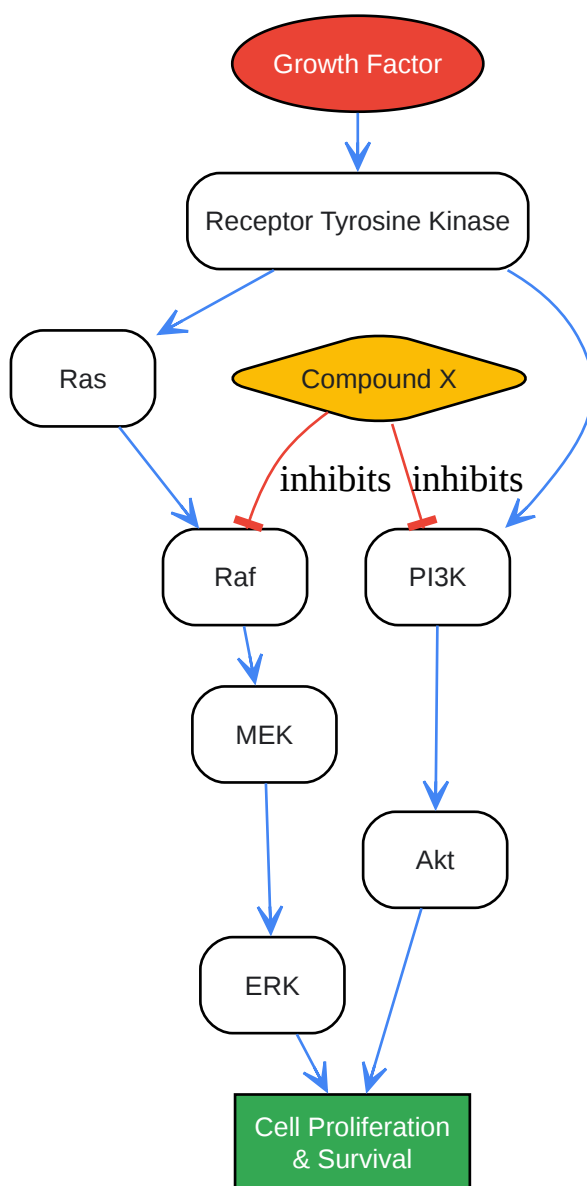 Growth Factor
Receptor Tyrosine Kinase
Ras
Compound X
inhibits
inhibits
Raf
PI3K
MEK
Akt
ERK
Cell Proliferation
& Survival